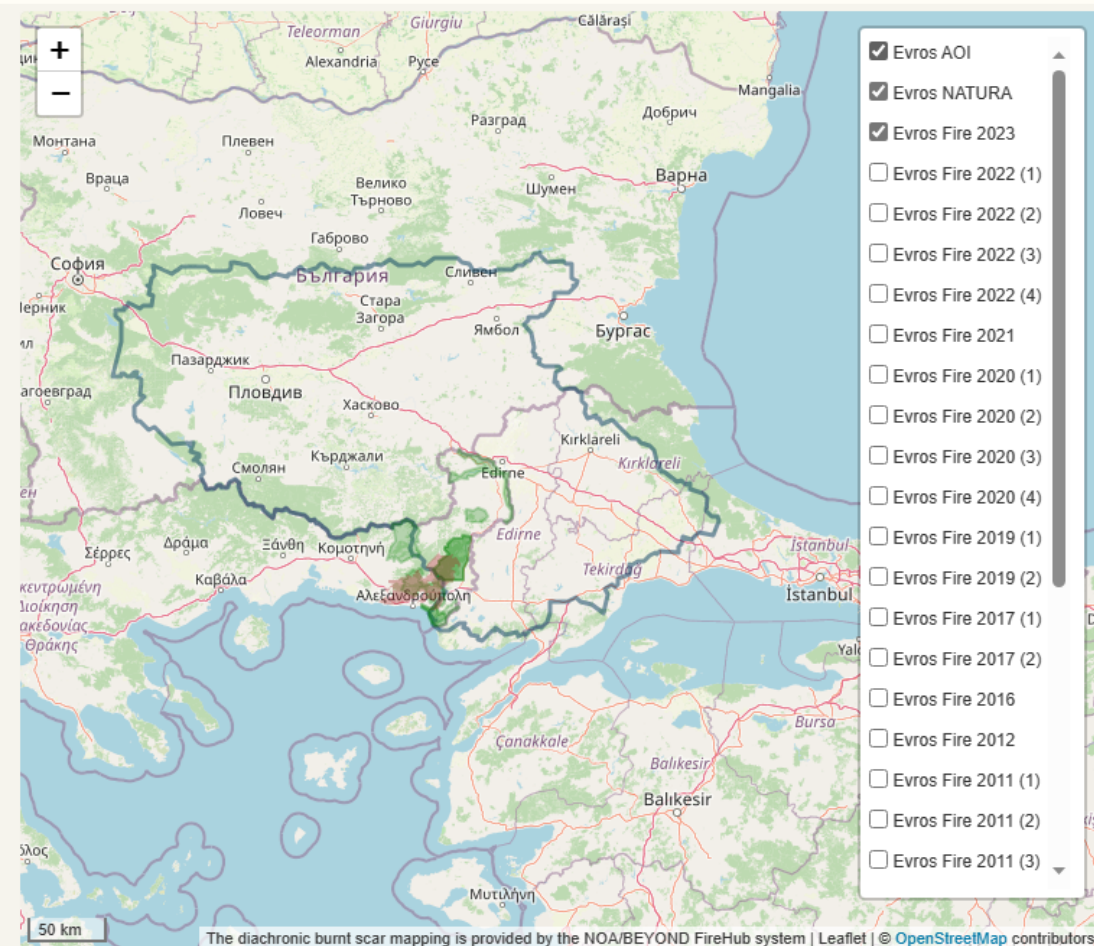 +
−
Teleorman
Giurgiu
Călărași
Alexandria
Русе
Mangalia
Монтана
Плевен
Разград
Добрич
Враца
Велико
Търново
Шумен
Варна
Ловеч
Габрово
София
България
Сливен
Стара
Загора
Ямбол
Бургас
Пазарджик
Пловдив
Хасково
Kırklareli
Кърджали
Смолян
Edirne
Kırklareli
Edirne
Σέρρες
Δράμα
Ξάνθη
Κομοτηνή
Καβάλα
Αλεξανδρούπολη
Tekirdağ
İstanbul
İstanbul
Θράκης
Bursa
Çanakkale
Balıkesir
Balıkesir
Μυτιλήνη
50 km
Evros AOI
Evros NATURA
Evros Fire 2023
Evros Fire 2022 (1)
Evros Fire 2022 (2)
Evros Fire 2022 (3)
Evros Fire 2022 (4)
Evros Fire 2021
Evros Fire 2020 (1)
Evros Fire 2020 (2)
Evros Fire 2020 (3)
Evros Fire 2020 (4)
Evros Fire 2019 (1)
Evros Fire 2019 (2)
Evros Fire 2017 (1)
Evros Fire 2017 (2)
Evros Fire 2016
Evros Fire 2012
Evros Fire 2011 (1)
Evros Fire 2011 (2)
Evros Fire 2011 (3)
The diachronic burnt scar mapping is provided by the NOA/BEYOND FireHub system | Leaflet | © OpenStreetMap contributors